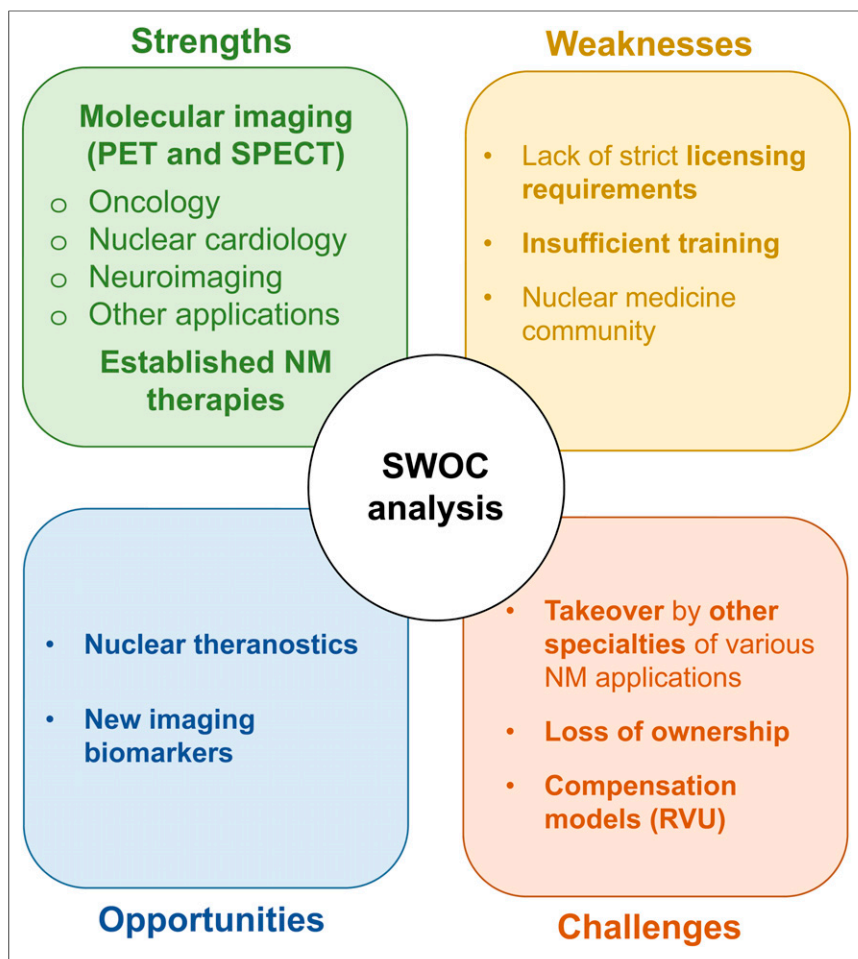 Strengths
Molecular imaging
(PET and SPECT)
o Oncology
o Nuclear cardiology
o Neuroimaging
o Other applications
Established NM
therapies
Weaknesses
• Lack of strict licensing
requirements
• Insufficient training
• Nuclear medicine
community
SWOC
analysis
• Nuclear theranostics
• New imaging
biomarkers
Opportunities
• Takeover by other
specialties of various
NM applications
• Loss of ownership
• Compensation
models (RVU)
Challenges